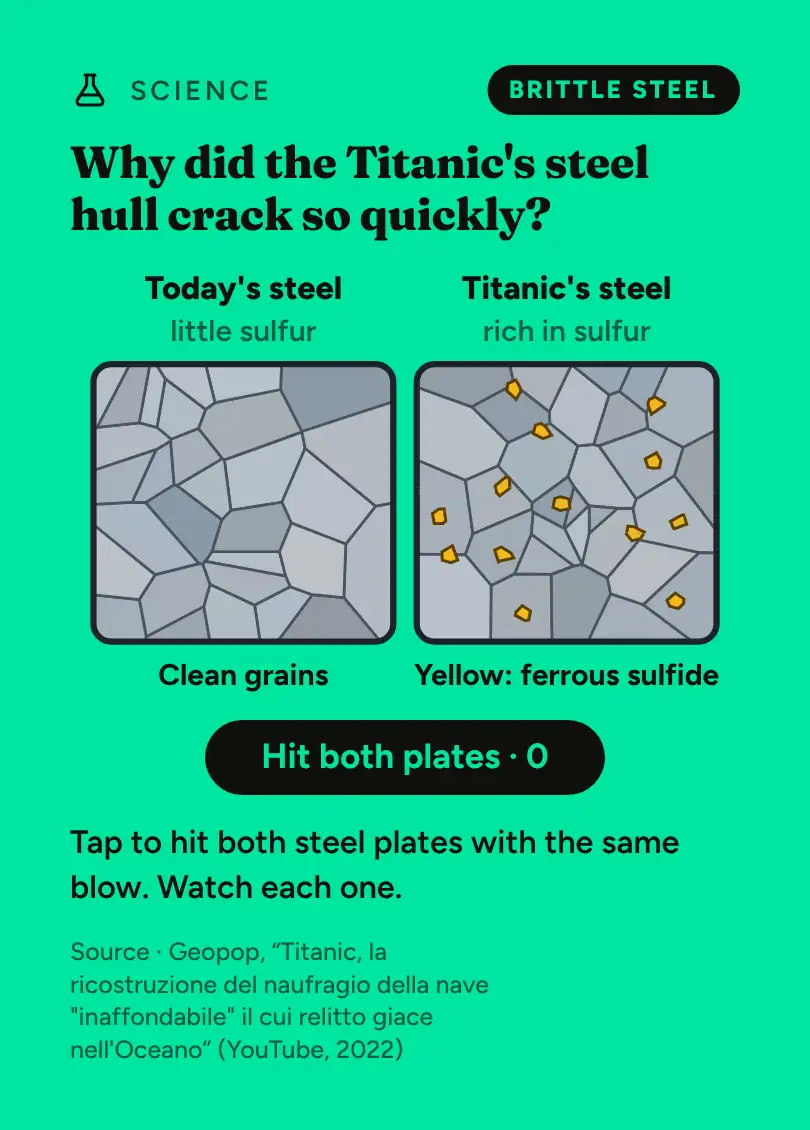 SCIENCE
BRITTLE STEEL
Why did the Titanic's steel
hull crack so quickly?
Today's steel
little sulfur
Titanic's steel
rich in sulfur
Clean grains
Yellow: ferrous sulfide
Hit both plates · 0
Tap to hit both steel plates with the same
blow. Watch each one.
Source · Geopop, “Titanic, la
ricostruzione del naufragio della nave
"inaffondabile" il cui relitto giace
nell'Oceano” (YouTube, 2022)